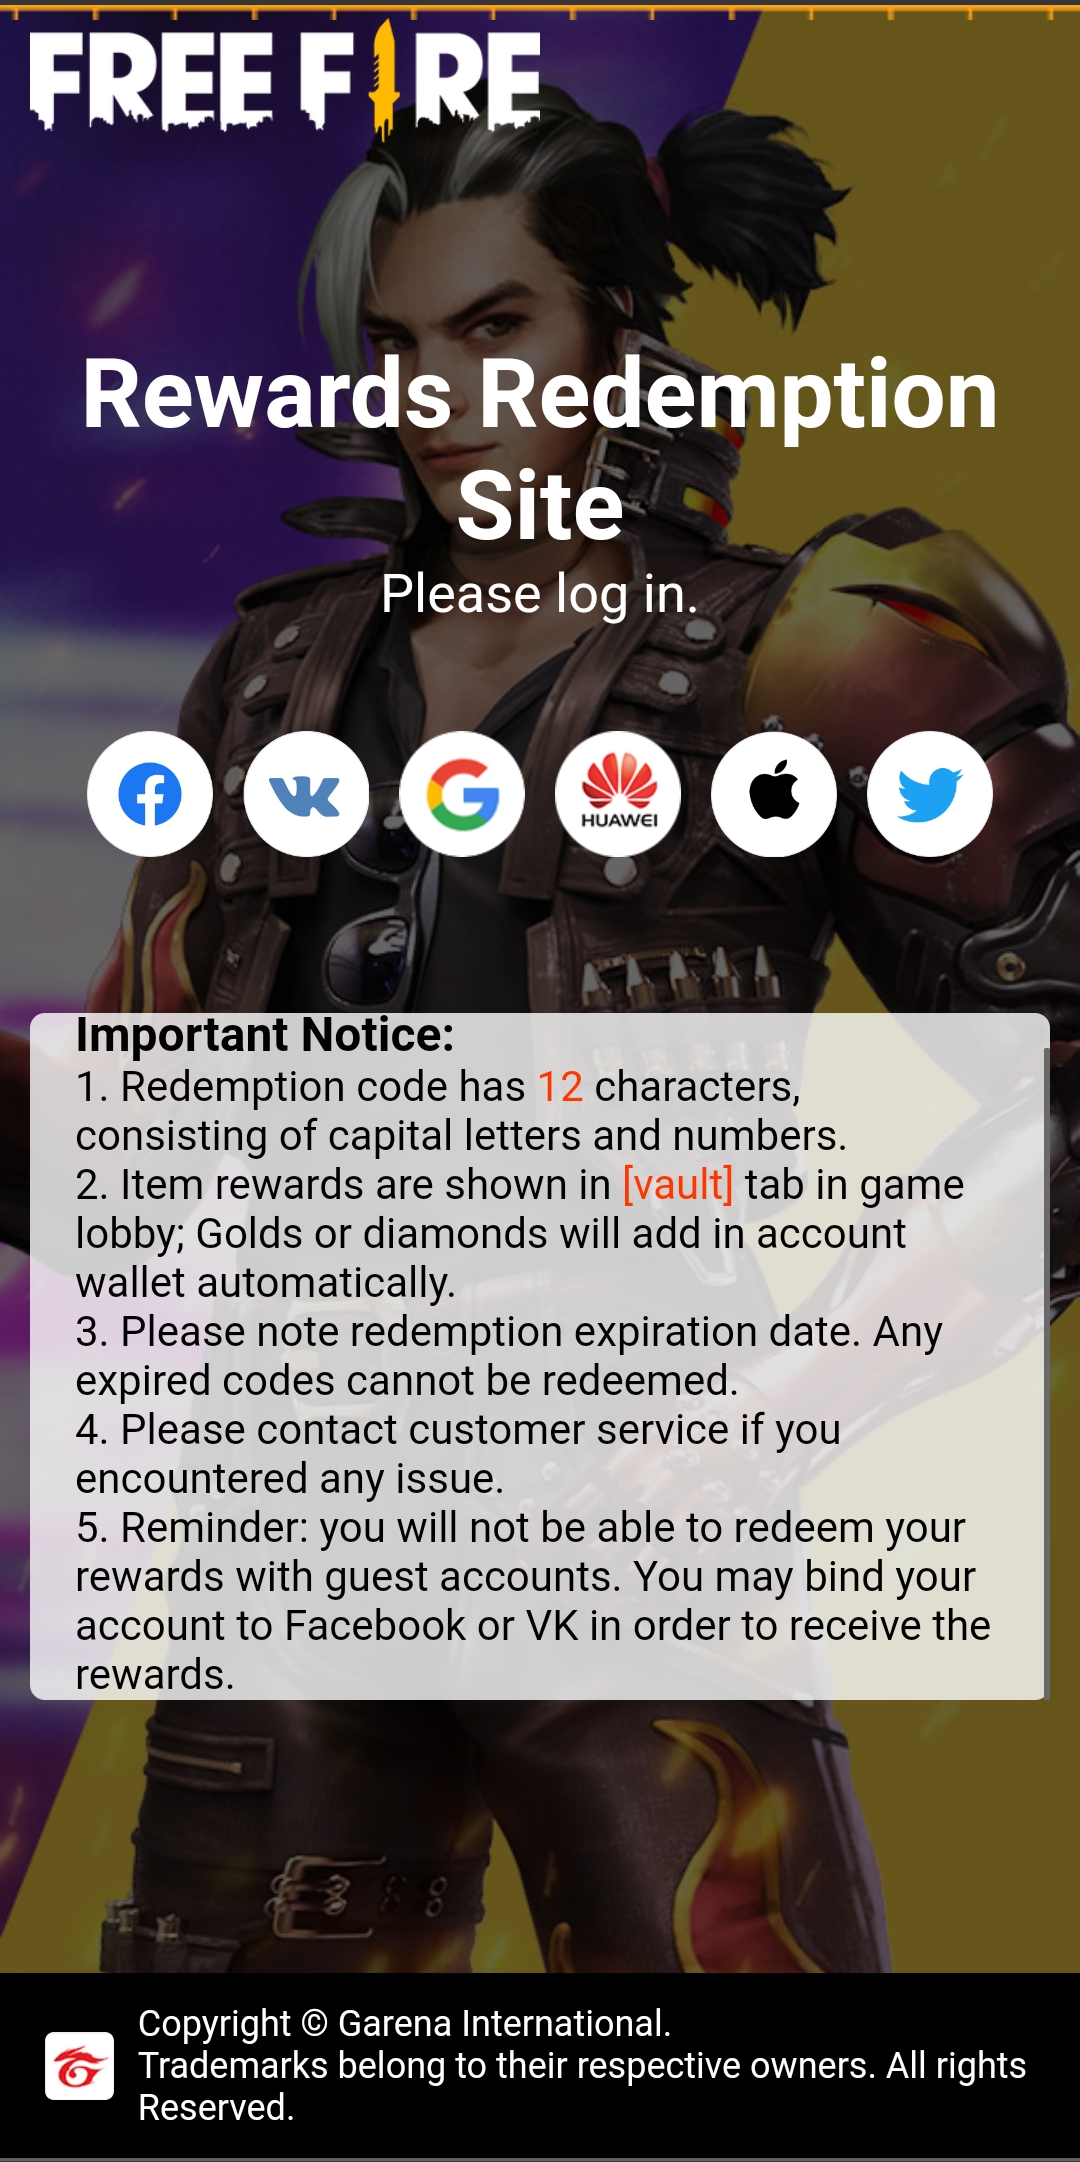 FREE FIRE
Rewards Redemption
Site
Please log in.
HUAWEI
Important Notice:
1. Redemption code has 12 characters,
consisting of capital letters and numbers.
2. Item rewards are shown in [vault] tab in game
lobby; Golds or diamonds will add in account
wallet automatically.
3. Please note redemption expiration date. Any
expired codes cannot be redeemed.
4. Please contact customer service if you
encountered any issue.
5. Reminder: you will not be able to redeem your
rewards with guest accounts. You may bind your
account to Facebook or VK in order to receive the
rewards.
Copyright © Garena International.
Trademarks belong to their respective owners. All rights
Reserved.